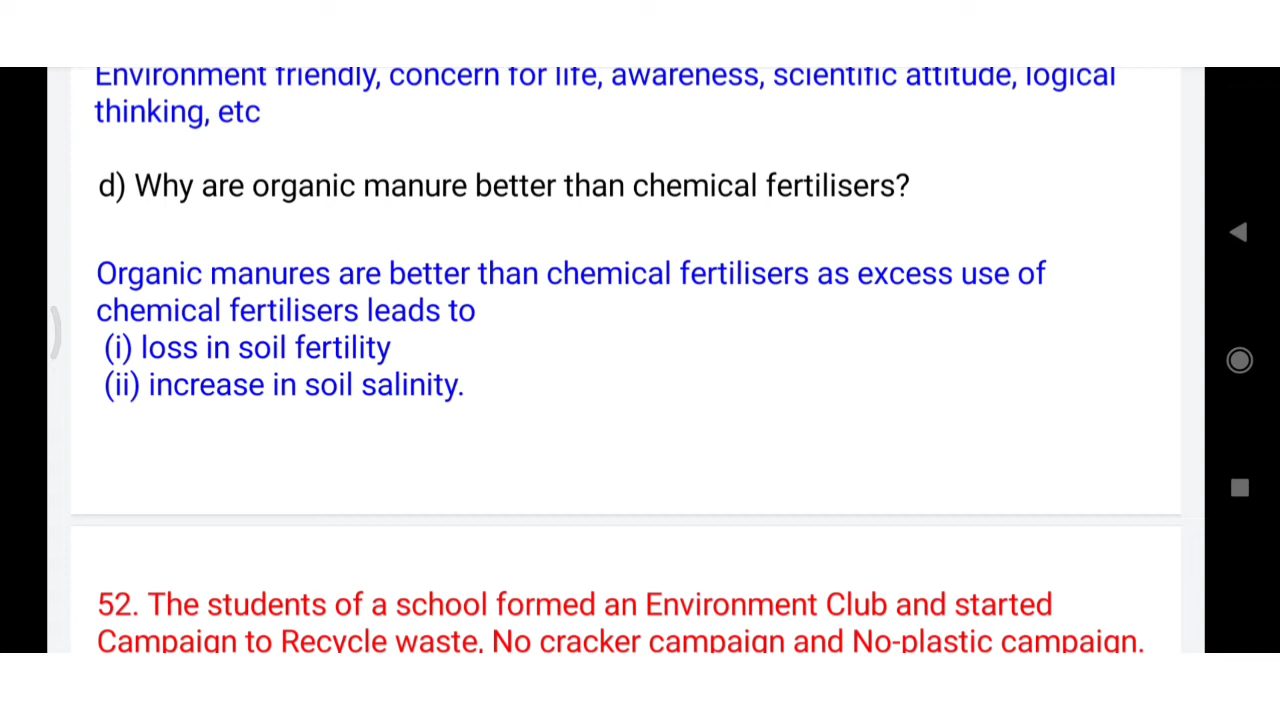 Environment friendly, concern for life, awareness, scientific attitude, logical
thinking, etc
d) Why are organic manure better than chemical fertilisers?
Organic manures are better than chemical fertilisers as excess use of
chemical fertilisers leads to
(i) loss in soil fertility
(ii) increase in soil salinity.
52. The students of a school formed an Environment Club and started
Campaign to Recycle waste, No cracker campaign and No-plastic campaign.